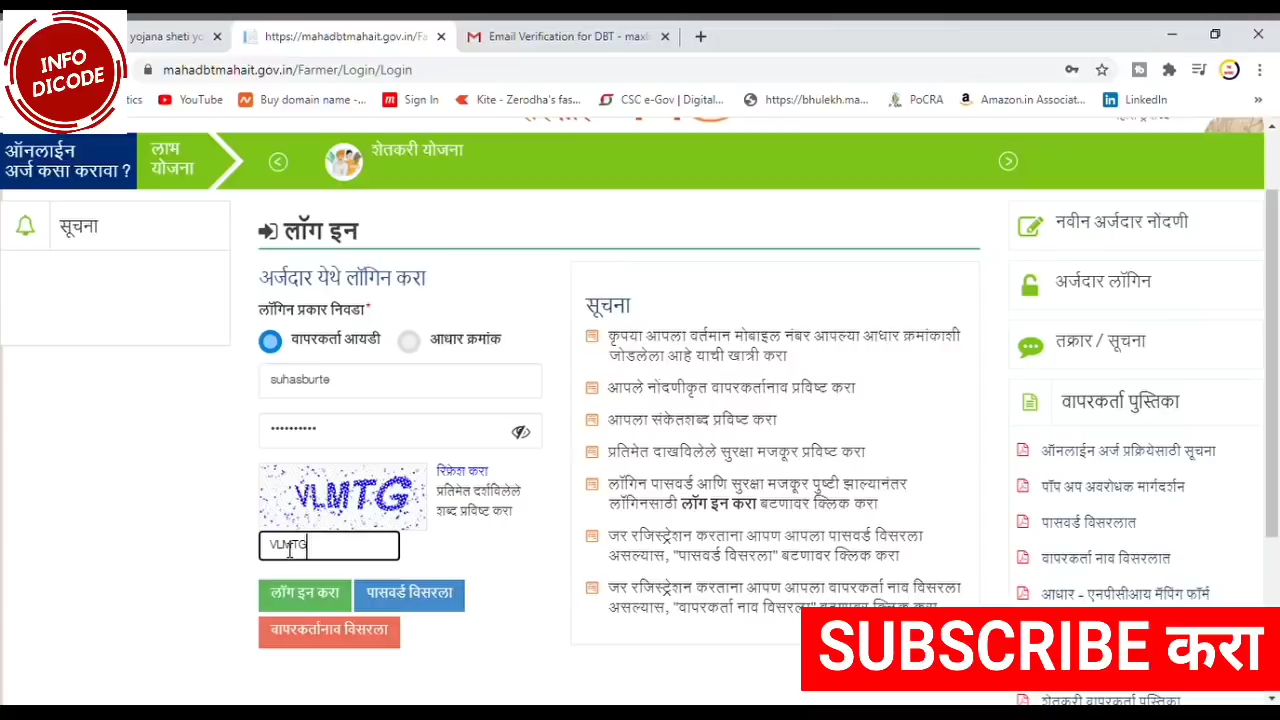 INFO
DICODE
yojana sheti yo
https://mahadbtmahait.gov.in/Fa
Email Verification for DBT - maxle
mahadbtmahait.gov.in/Farmer/Login/Login
tics
YouTube
Buy domain name -...
Sign In
Kite - Zerodha's fas...
CSC e-Gov | Digital...
https://bhulekh.ma...
PoCRA
Amazon.in Associat...
LinkedIn
»
ऑनलाईन
अर्ज कसा करावा ?
लाभ
योजना
शेतकरी योजना
सूचना
लॉग इन
अर्जदार येथे लॉगिन करा
लॉगिन प्रकार निवडा*
वापरकर्ता आयडी
आधार क्रमांक
suhasburte
••••••••••
VLMTG
रिफ्रेश करा
प्रतिमेत दर्शविलेले
शब्द प्रविष्ट करा
VLMTG
लॉग इन करा
पासवर्ड विसरला
वापरकर्तानाव विसरला
सूचना
कृपया आपला वर्तमान मोबाइल नंबर आपल्या आधार क्रमांकाशी
जोडलेला आहे याची खात्री करा
आपले नोंदणीकृत वापरकर्तानाव प्रविष्ट करा
आपला संकेतशब्द प्रविष्ट करा
प्रतिमेत दाखविलेले सुरक्षा मजकूर प्रविष्ट करा
लॉगिन पासवर्ड आणि सुरक्षा मजकूर पुष्टी झाल्यानंतर
लॉगिनसाठी लॉग इन करा बटणावर क्लिक करा
जर रजिस्ट्रेशन करताना आपण आपला पासवर्ड विसरला
असल्यास, "पासवर्ड विसरला" बटणावर क्लिक करा
जर रजिस्ट्रेशन करताना आपण आपला वापरकर्ता नाव विसरला
असल्यास, "वापरकर्ता नाव विसरला" बटणावर क्लिक करा
नवीन अर्जदार नोंदणी
अर्जदार लॉगिन
तक्रार / सूचना
वापरकर्ता पुस्तिका
ऑनलाईन अर्ज प्रक्रियेसाठी सूचना
पॉप अप अवरोधक मार्गदर्शन
पासवर्ड विसरलात
वापरकर्ता नाव विसरलात
आधार - एनपीसीआय मॅपिंग फॉर्म
SUBSCRIBE करा
शेतकरी वापरकर्ता पुस्तिका